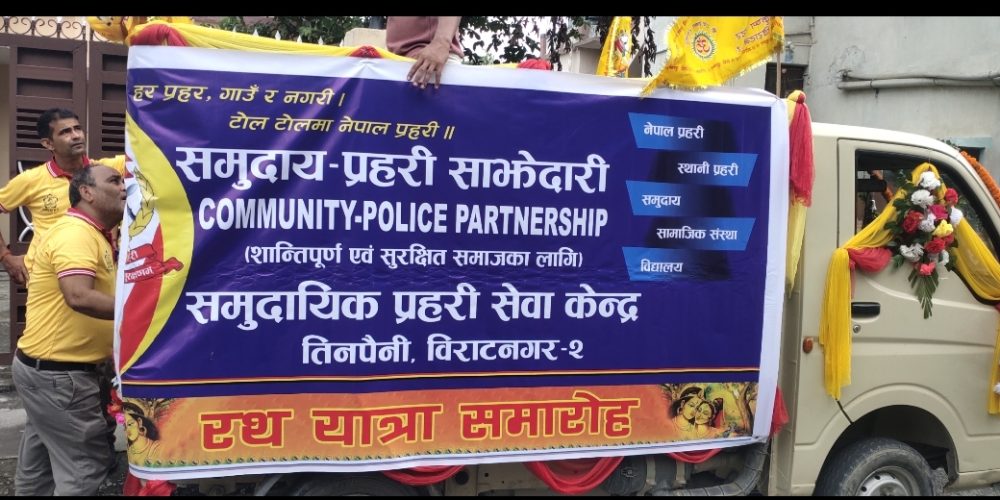 हर प्रहर, गाउँ र नगरी।
टोल टोलमा नेपाल प्रहरी॥
समुदाय-प्रहरी साझेदारी
COMMUNITY-POLICE PARTNERSHIP
(शान्तिपूर्ण एवं सुरक्षित समाजका लागि)
समुदायिक प्रहरी सेवा केन्द्र
तिनपैनी, विराटनगर-२
रथ यात्रा समारोह
नेपाल प्रहरी
स्थानी प्रहरी
समुदाय
सामाजिक संस्था
विद्यालय